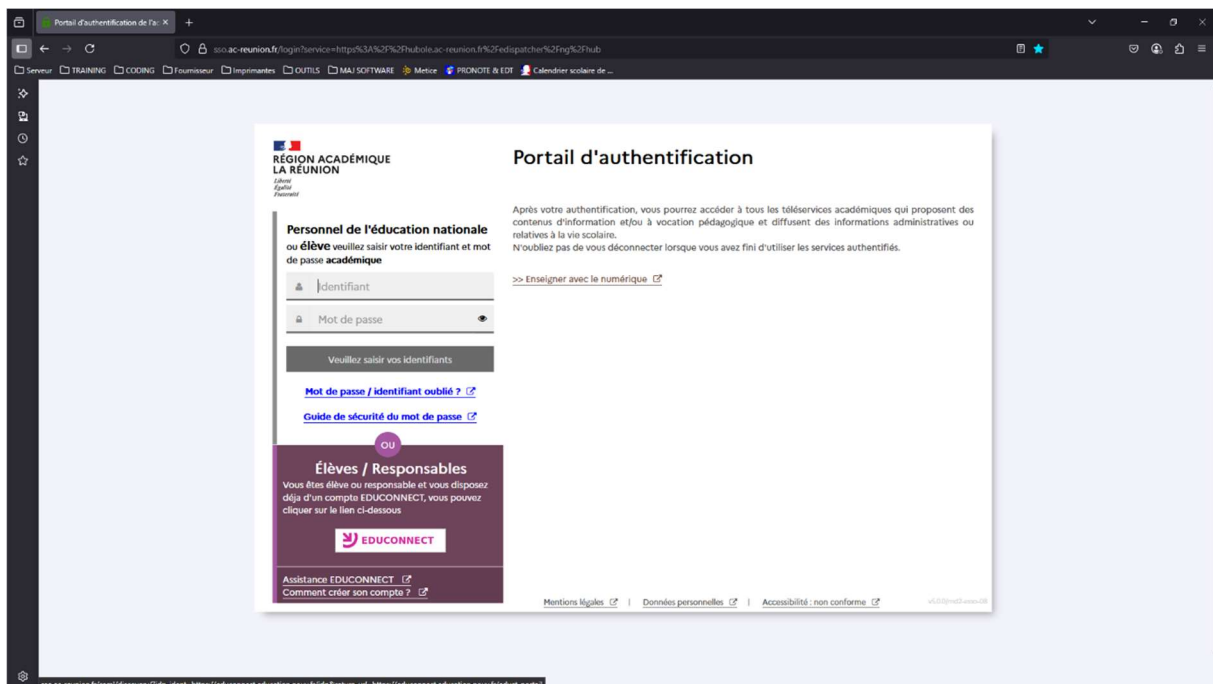 Portail d'authentification de l'ac
sso.ac-reunion.fr/login?service=https%3A%2F%2Fhubole.ac-reunion.fr%2Fedispatcher%2Fng%2Fhub
Serveur TRAINING CODING Fournisseur Imprimantes OUTILS MAJ SOFTWARE Metice PRONOTE & EDT Calendrier scolaire de ...
RÉGION ACADÉMIQUE
LA RÉUNION
Liberté
Égalité
Fraternité
Personnel de l'éducation nationale
ou élève veuillez saisir votre identifiant et mot
de passe académique
Identifiant
Mot de passe
Veuillez saisir vos identifiants
Mot de passe / identifiant oublié ?
Guide de sécurité du mot de passe
OU
Élèves / Responsables
Vous êtes élève ou responsable et vous disposez
déja d'un compte EDUCONNECT, vous pouvez
cliquer sur le lien ci-dessous
EDUCONNECT
Assistance EDUCONNECT
Comment créer son compte ?
Portail d'authentification
Après votre authentification, vous pourrez accéder à tous les téléservices académiques qui proposent des
contenus d'information et/ou à vocation pédagogique et diffusent des informations administratives ou
relatives à la vie scolaire.
N'oubliez pas de vous déconnecter lorsque vous avez fini d'utiliser les services authentifiés.
>> Enseigner avec le numérique
Mentions légales | Données personnelles | Accessibilité : non conforme